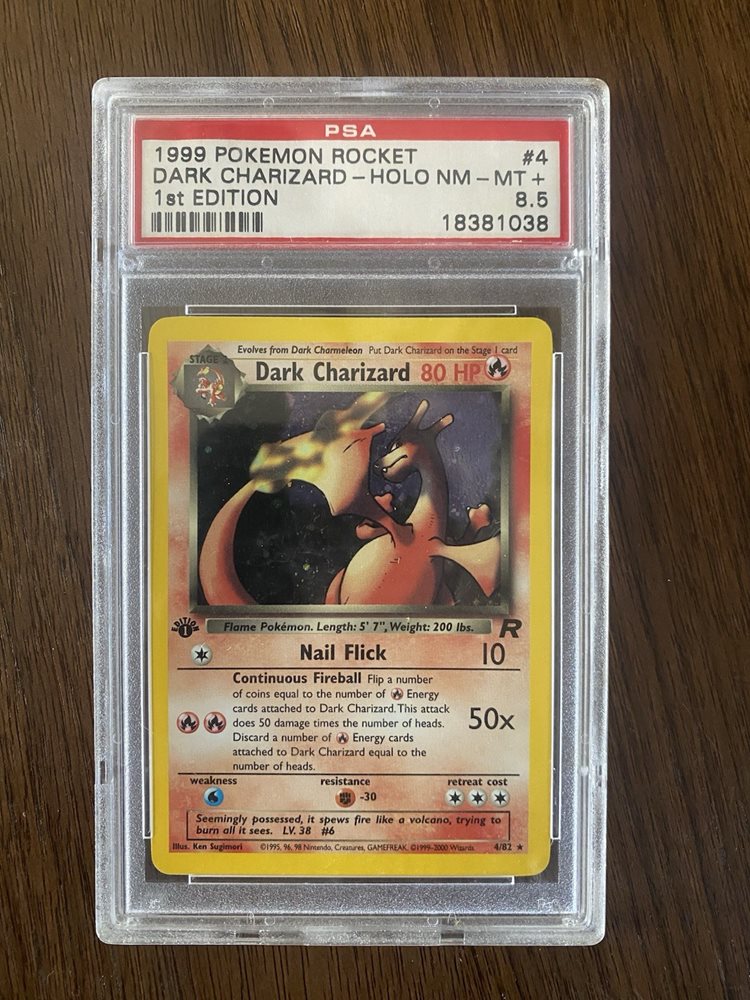 PSA
1999 POKEMON ROCKET #4
DARK CHARIZARD - HOLO NM - MT +
1st EDITION 8.5
18381038
Evolves from Dark Charmeleon Put Dark Charizard on the Stage 1 card
STAGE 2
Dark Charizard 80 HP
EDITION
1
Flame Pokémon. Length: 5' 7", Weight: 200 lbs.
R
Nail Flick 10
Continuous Fireball Flip a number
of coins equal to the number of Energy
cards attached to Dark Charizard. This attack
does 50 damage times the number of heads.
50x
Discard a number of Energy cards
attached to Dark Charizard equal to the
number of heads.
weakness resistance retreat cost
-30
Seemingly possessed, it spews fire like a volcano, trying to
burn all it sees. LV. 38 #6
Illus. Ken Sugimori ©1995, 96, 98 Nintendo, Creatures, GAMEFREAK. ©1999-2000 Wizards. 4/82 ★